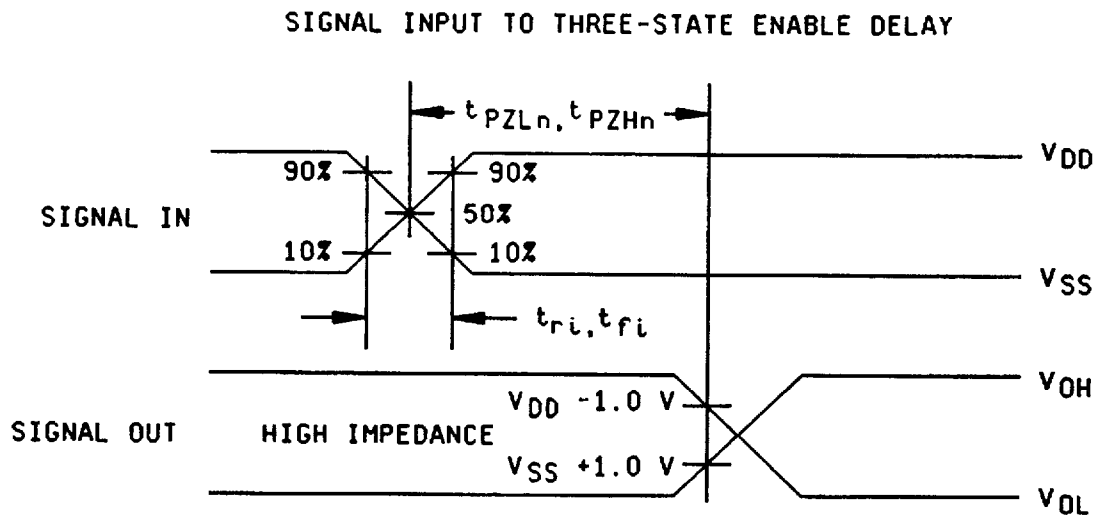 SIGNAL INPUT TO THREE-STATE ENABLE DELAY
tPZLn, tPZHn
VDD
90% 90%
SIGNAL IN 50%
10% 10%
VSS
tri, tfi
VOH
VDD -1.0 V
SIGNAL OUT HIGH IMPEDANCE
VSS +1.0 V
VOL